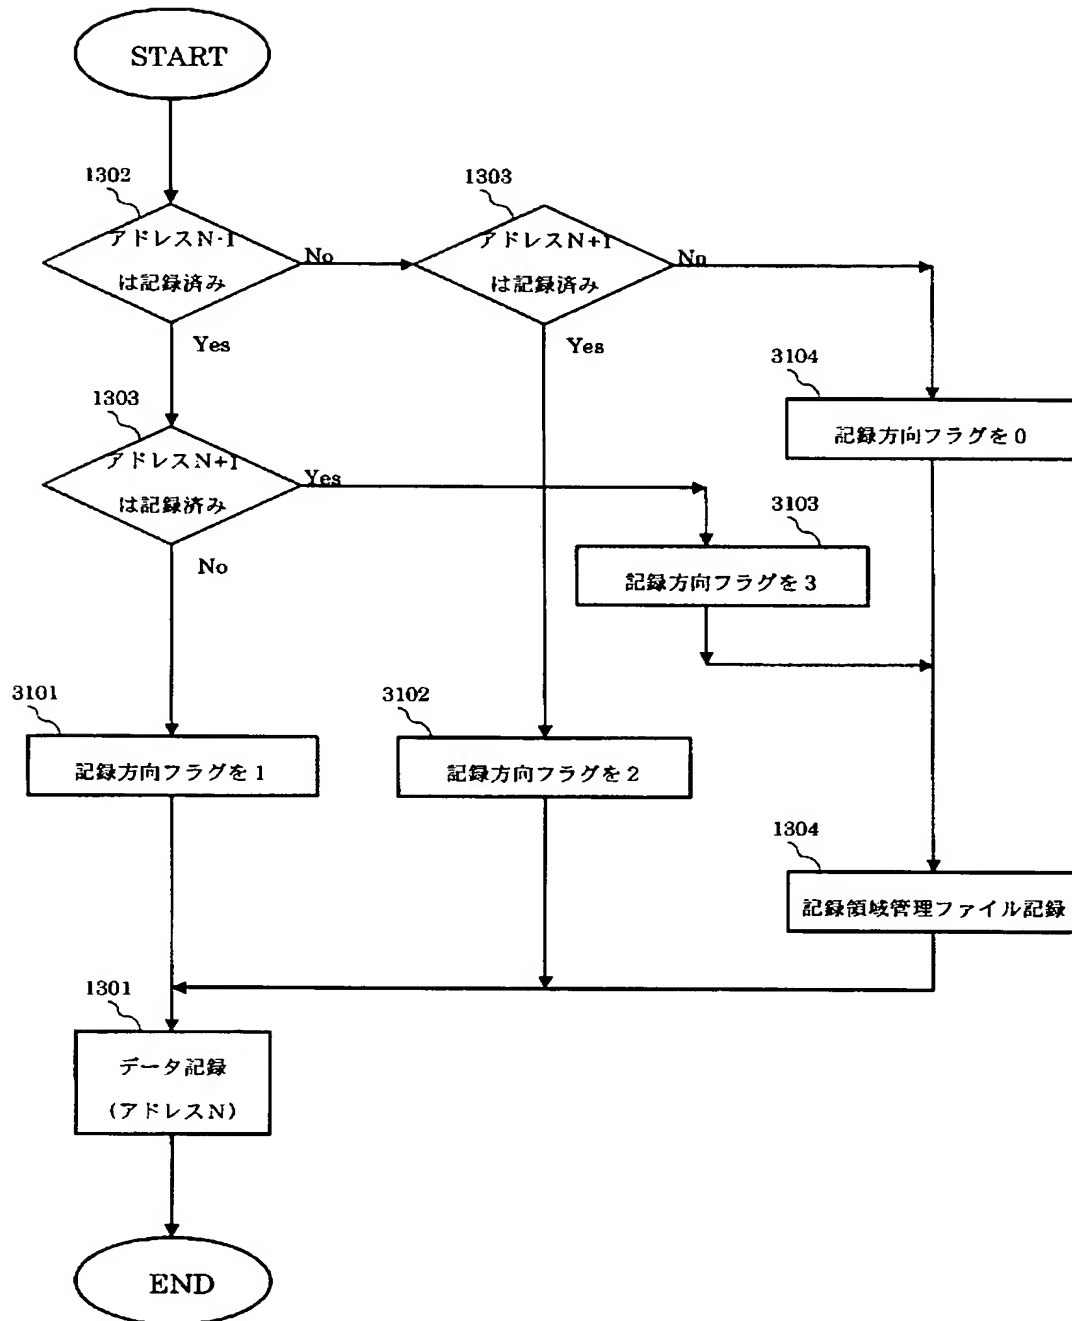 START
1302
アドレスN-1
は記録済み
No
1303
アドレスN+1
は記録済み
No
Yes
Yes
3104
記録方向フラグを0
1303
アドレスN+1
は記録済み
Yes
No
3103
記録方向フラグを3
3101
記録方向フラグを1
3102
記録方向フラグを2
1304
記録領域管理ファイル記録
1301
データ記録
(アドレスN)
END